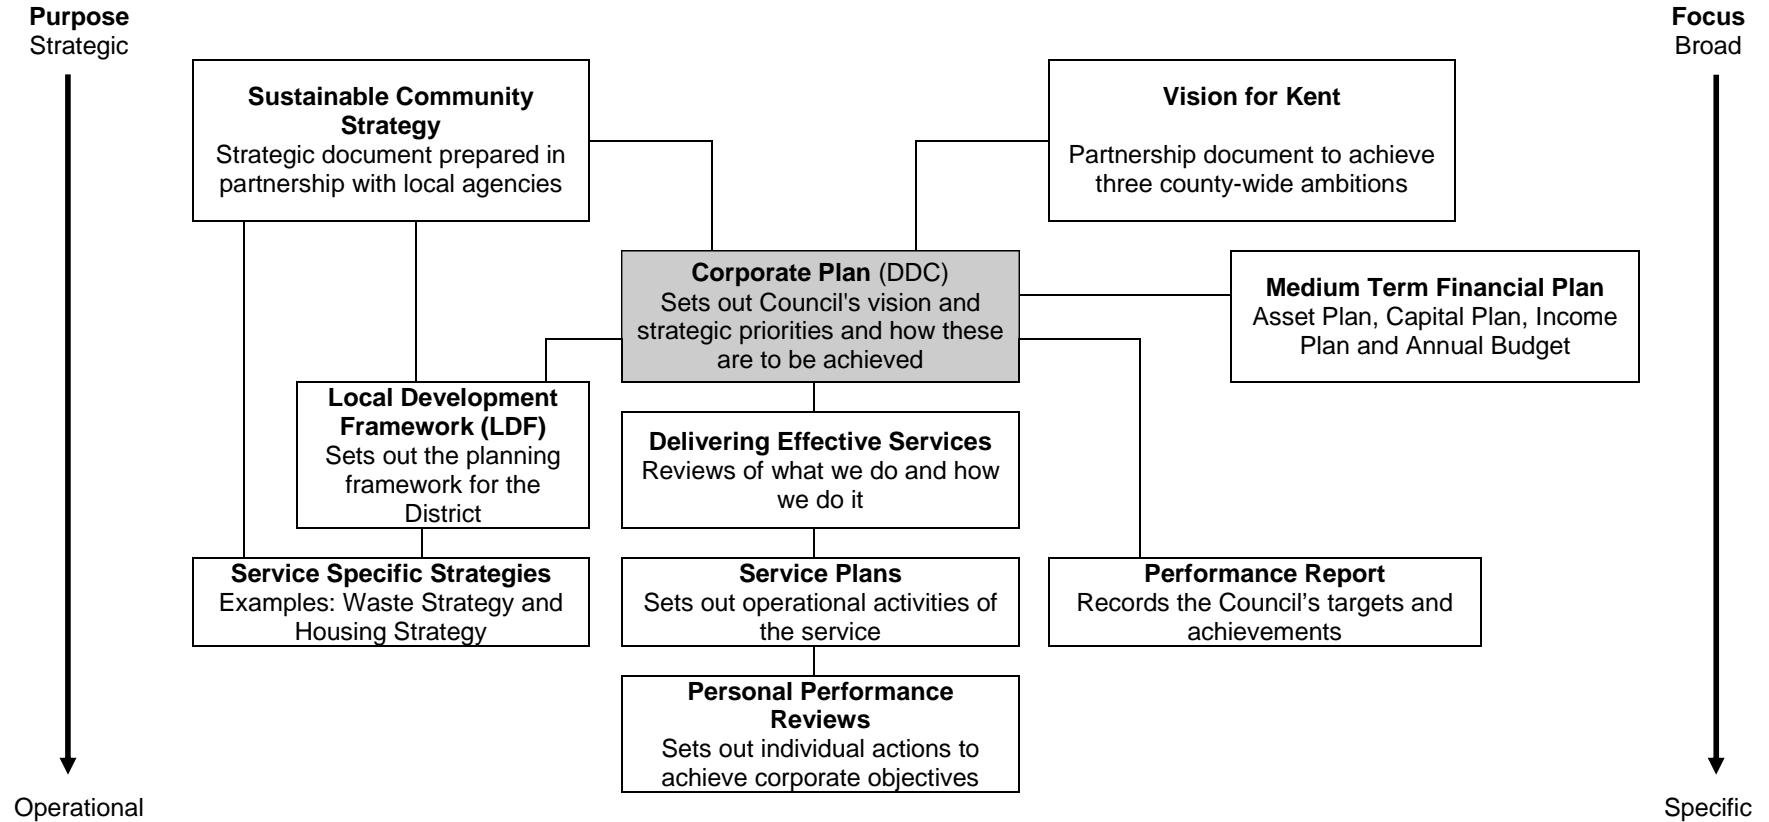 Purpose
Strategic
Focus
Broad
Sustainable Community
Strategy
Strategic document prepared in
partnership with local agencies
Vision for Kent
Partnership document to achieve
three county-wide ambitions
Corporate Plan (DDC)
Sets out Council's vision and
strategic priorities and how these
are to be achieved
Medium Term Financial Plan
Asset Plan, Capital Plan, Income
Plan and Annual Budget
Local Development
Framework (LDF)
Sets out the planning
framework for the
District
Delivering Effective Services
Reviews of what we do and how
we do it
Service Specific Strategies
Examples: Waste Strategy and
Housing Strategy
Service Plans
Sets out operational activities of
the service
Performance Report
Records the Council’s targets and
achievements
Personal Performance
Reviews
Sets out individual actions to
achieve corporate objectives
Operational
Specific